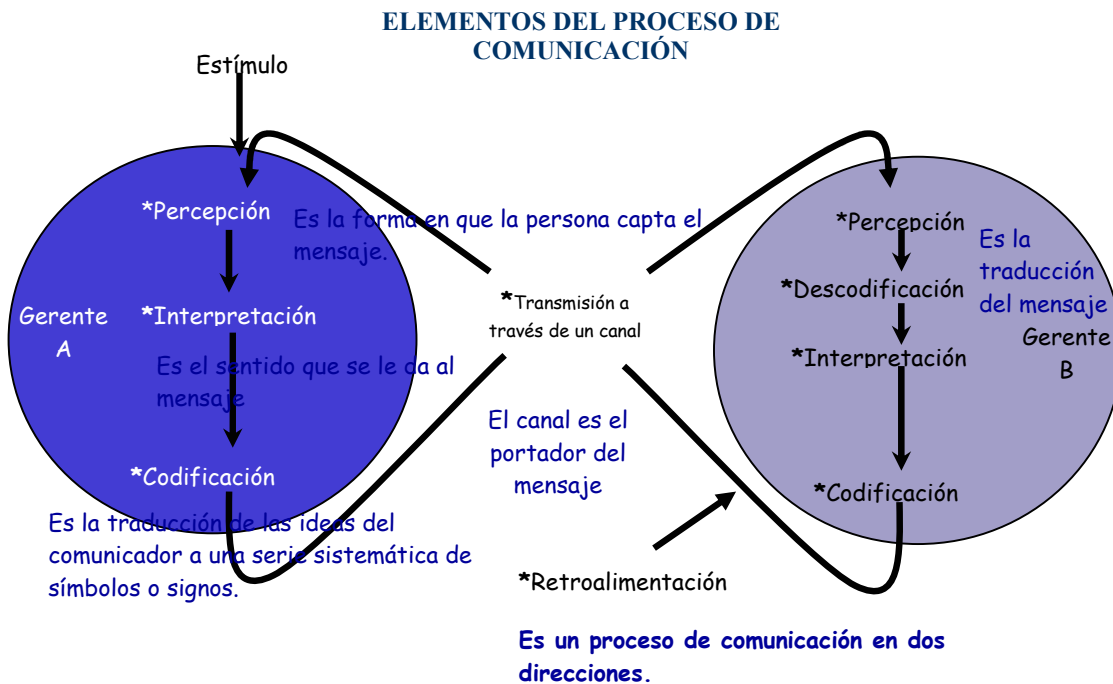 ELEMENTOS DEL PROCESO DE
COMUNICACIÓN
Estímulo
*Percepción
Es la forma en que la persona capta el
mensaje.
Gerente
A
*Interpretación
Es el sentido que se le da al
mensaje
*Codificación
Es la traducción de las ideas del
comunicador a una serie sistemática de
símbolos o signos.
*Transmisión a
través de un canal
El canal es el
portador del
mensaje
*Percepción
Es la
traducción
del mensaje
*Descodificación
Gerente
B
*Interpretación
*Codificación
*Retroalimentación
Es un proceso de comunicación en dos
direcciones.